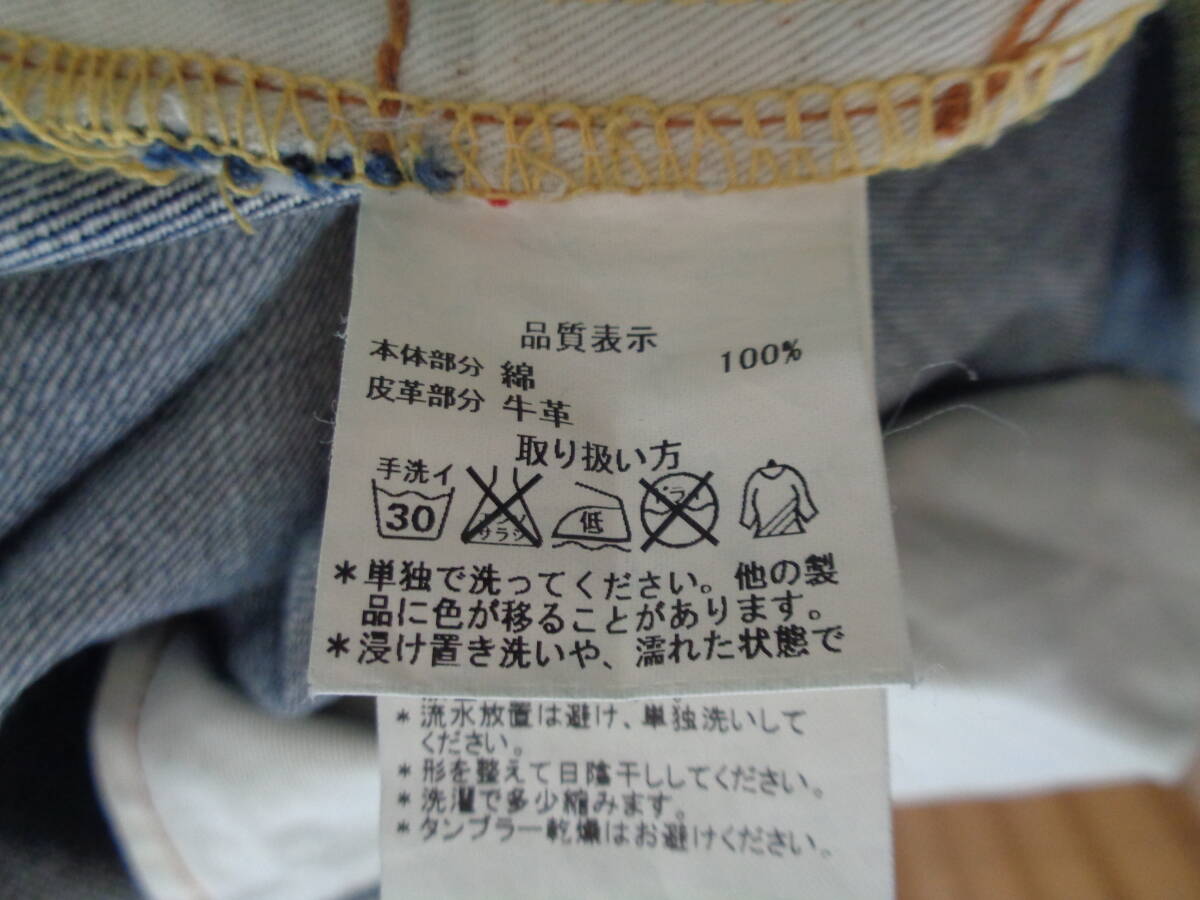 品質表示
本体部分 綿 100%
皮革部分 牛革
取り扱い方
手洗イ
30
サラシ
低
＊単独で洗ってください。他の製
品に色が移ることがあります。
＊浸け置き洗いや、濡れた状態で
＊流水放置は避け、単独洗いして
ください。
＊形を整えて日陰干ししてください。
＊洗濯で多少縮みます。
＊タンブラー乾燥はお避けください。